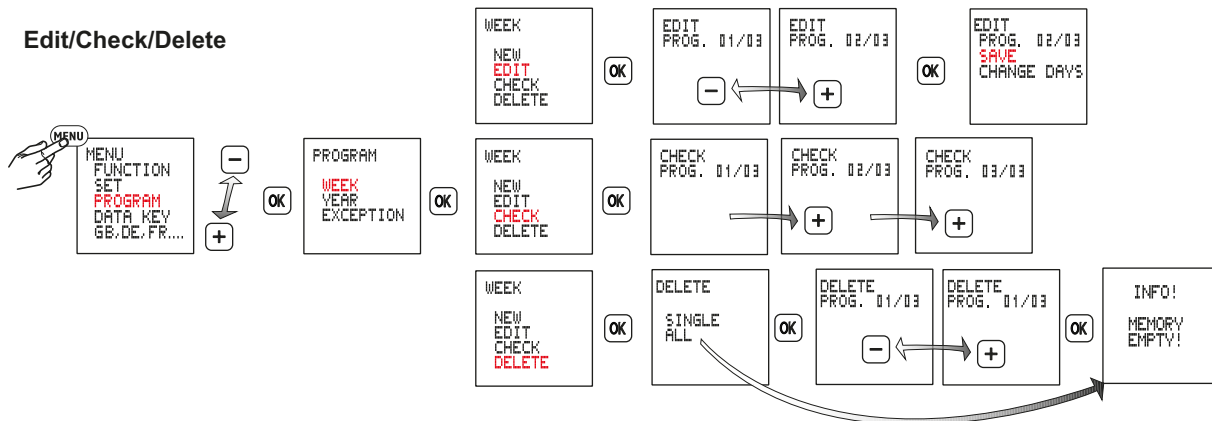 Edit/Check/Delete
WEEK
NEW
EDIT
CHECK
DELETE
OK
EDIT
PROG. 01/03
−
EDIT
PROG. 02/03
+
OK
EDIT
PROG. 02/03
SAVE
CHANGE DAYS
MENU
MENU
FUNCTION
SET
PROGRAM
DATA KEY
GB,DE,FR....
−
+
OK
PROGRAM
WEEK
YEAR
EXCEPTION
OK
WEEK
NEW
EDIT
CHECK
DELETE
OK
CHECK
PROG. 01/03
CHECK
PROG. 02/03
+
CHECK
PROG. 03/03
+
WEEK
NEW
EDIT
CHECK
DELETE
OK
DELETE
SINGLE
ALL
OK
DELETE
PROG. 01/03
−
DELETE
PROG. 01/03
+
OK
INFO!
MEMORY
EMPTY!